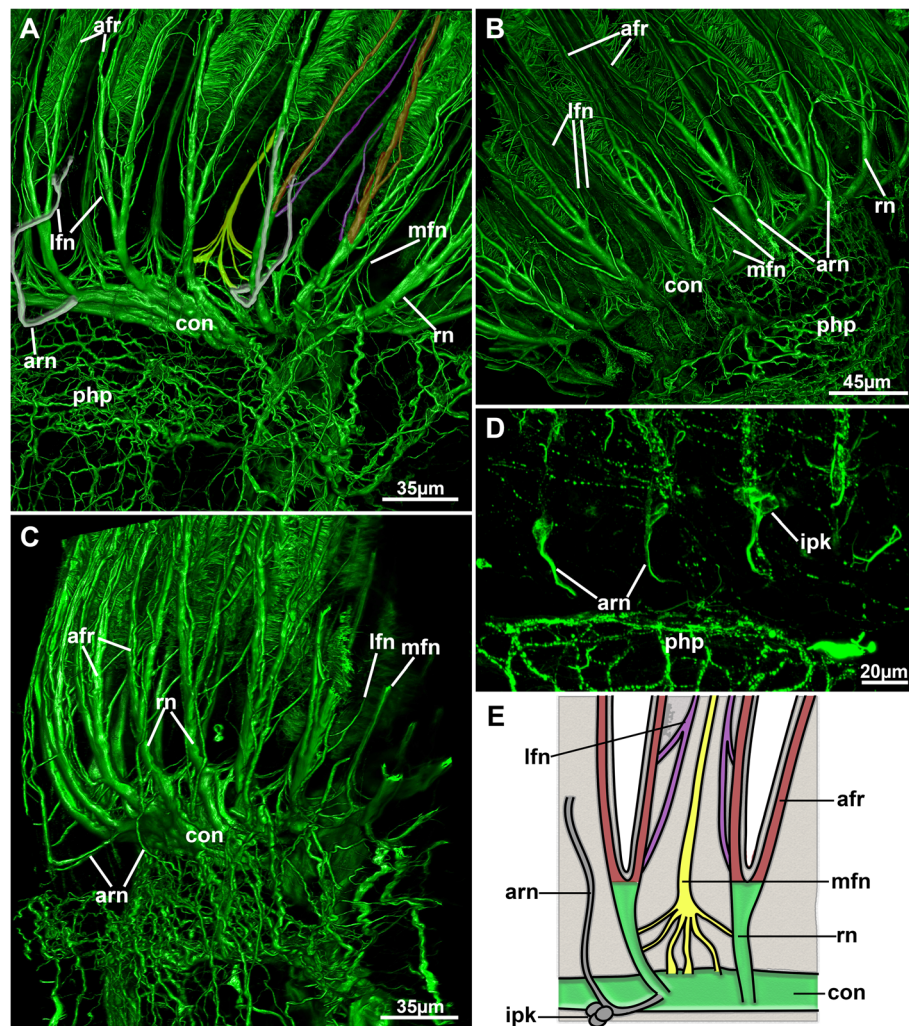 A
afr
lfn
mfn
con
rn
arn
php
35µm
B
afr
lfn
rn
mfn
arn
con
php
45µm
C
afr
rn
lfn
mfn
con
arn
35µm
D
ipk
arn
php
20µm
E
lfn
afr
arn
mfn
rn
con
ipk